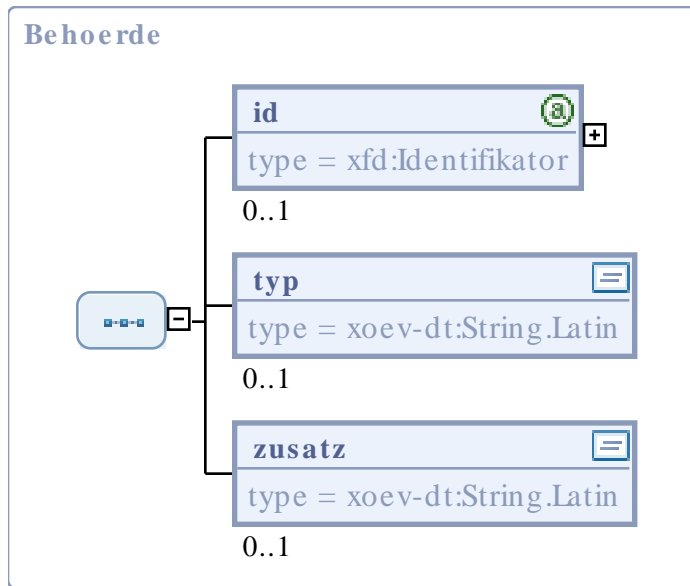 Behoerde
id
type = xfd:Identifikator
0..1
typ
type = xoev-dt:String.Latin
0..1
zusatz
type = xoev-dt:String.Latin
0..1